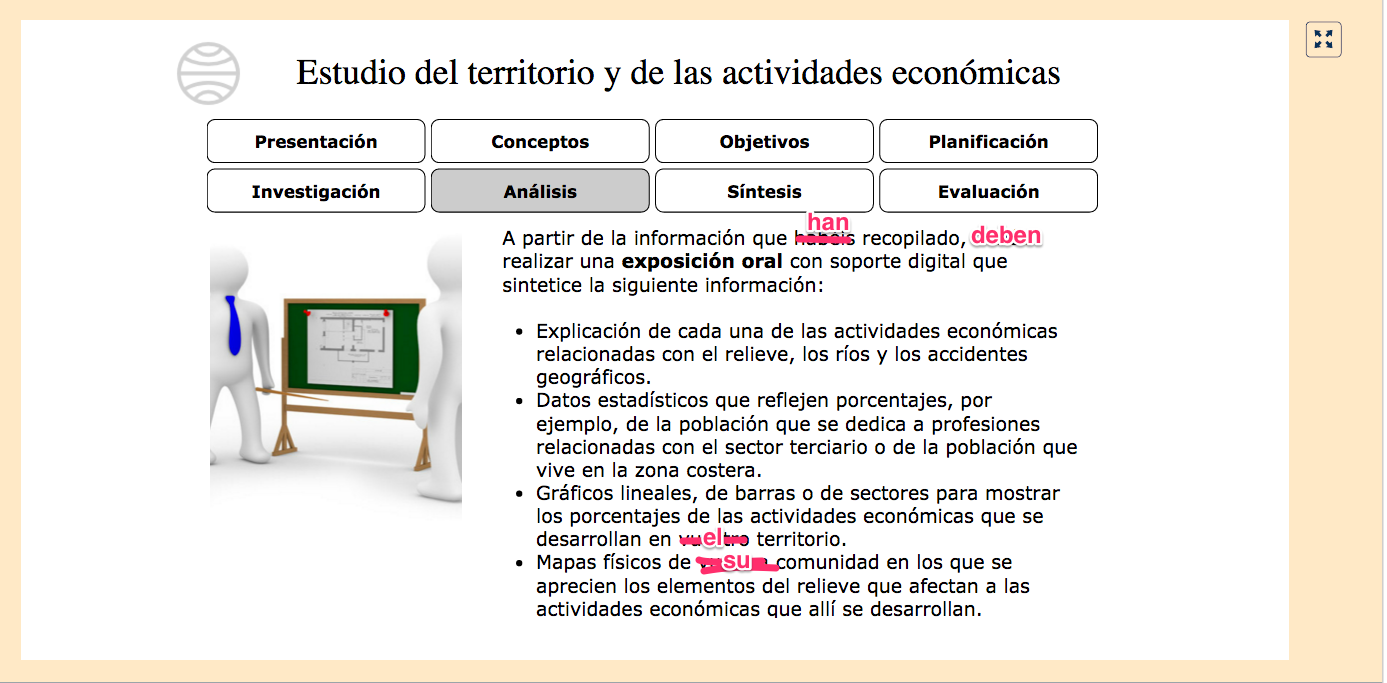 Estudio del territorio y de las actividades económicas
Presentación Conceptos Objetivos Planificación
Investigación Análisis Síntesis Evaluación
han
A partir de la información que habéis recopilado, deben
realizar una exposición oral con soporte digital que
sintetice la siguiente información:
• Explicación de cada una de las actividades económicas
relacionadas con el relieve, los ríos y los accidentes
geográficos.
• Datos estadísticos que reflejen porcentajes, por
ejemplo, de la población que se dedica a profesiones
relacionadas con el sector terciario o de la población que
vive en la zona costera.
• Gráficos lineales, de barras o de sectores para mostrar
los porcentajes de las actividades económicas que se
desarrollan en el territorio.
• Mapas físicos de su comunidad en los que se
aprecien los elementos del relieve que afectan a las
actividades económicas que allí se desarrollan.